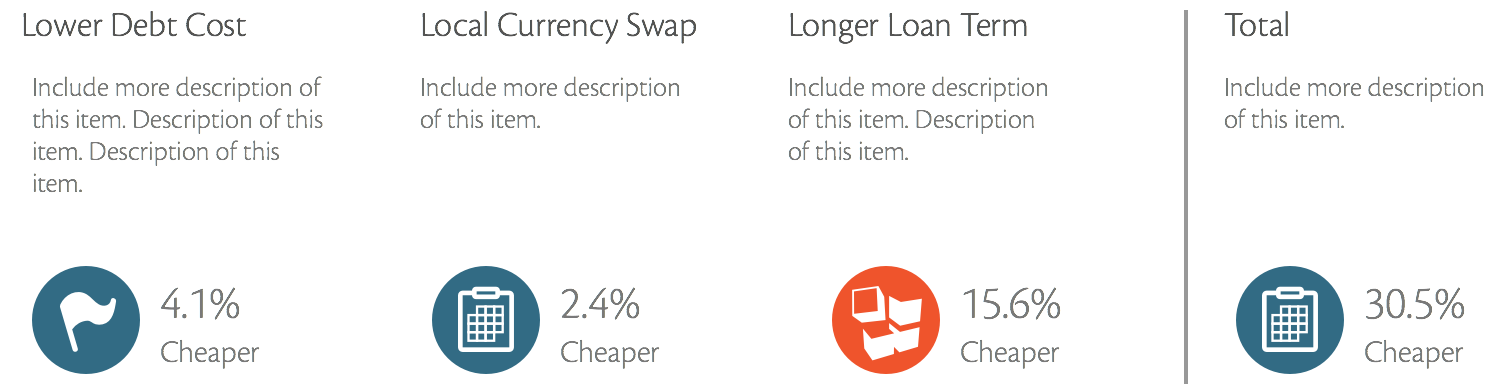 Lower Debt Cost
Include more description of
this item. Description of this
item. Description of this
item.
4.1%
Cheaper
Local Currency Swap
Include more description
of this item.
2.4%
Cheaper
Longer Loan Term
Include more description
of this item. Description
of this item.
15.6%
Cheaper
Total
Include more description
of this item.
30.5%
Cheaper